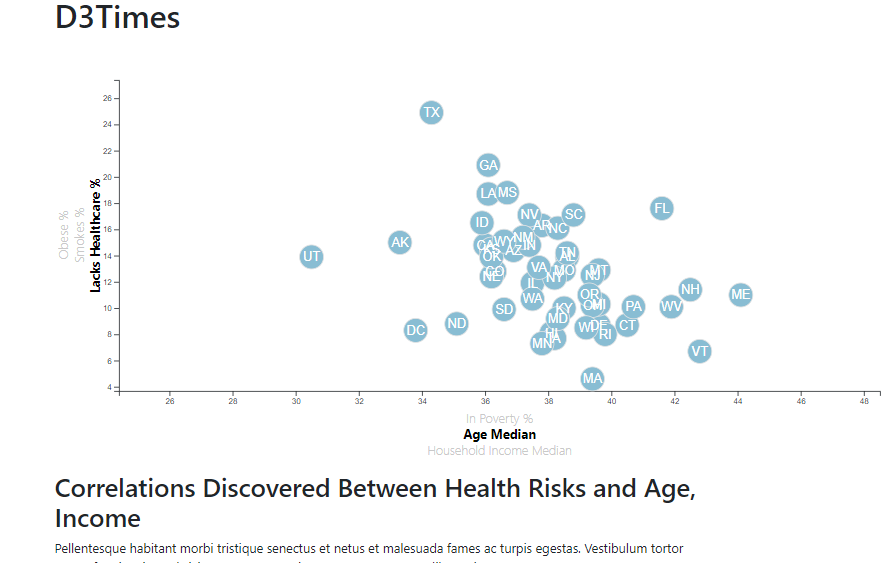 D3Times
26
24
22
20
18
16
14
12
10
8
6
4
Obese %
Smokes %
Lacks Healthcare %
TX
GA
LA MS
FL
NV SC
ID AR NC
AK NM
WY IN
CA AZ
KS TN
UT OK AL
VA MO MT
CO NJ
NE NY
IL NH
OR ME
WA
SD KY OH MI PA WV
MD
ND DE CT
DC HI WI RI
MN
VT
MA
26 28 30 32 34 36 38 40 42 44 46 48
In Poverty %
Age Median
Household Income Median
Correlations Discovered Between Health Risks and Age,
Income
Pellentesque habitant morbi tristique senectus et netus et malesuada fames ac turpis egestas. Vestibulum tortor